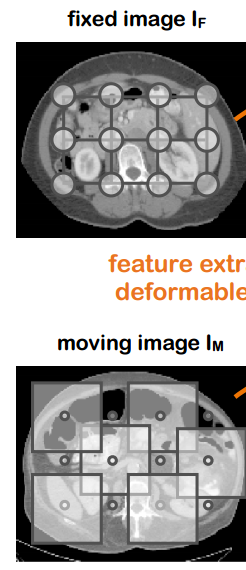 fixed image IF
feature extr
deformable
moving image IM